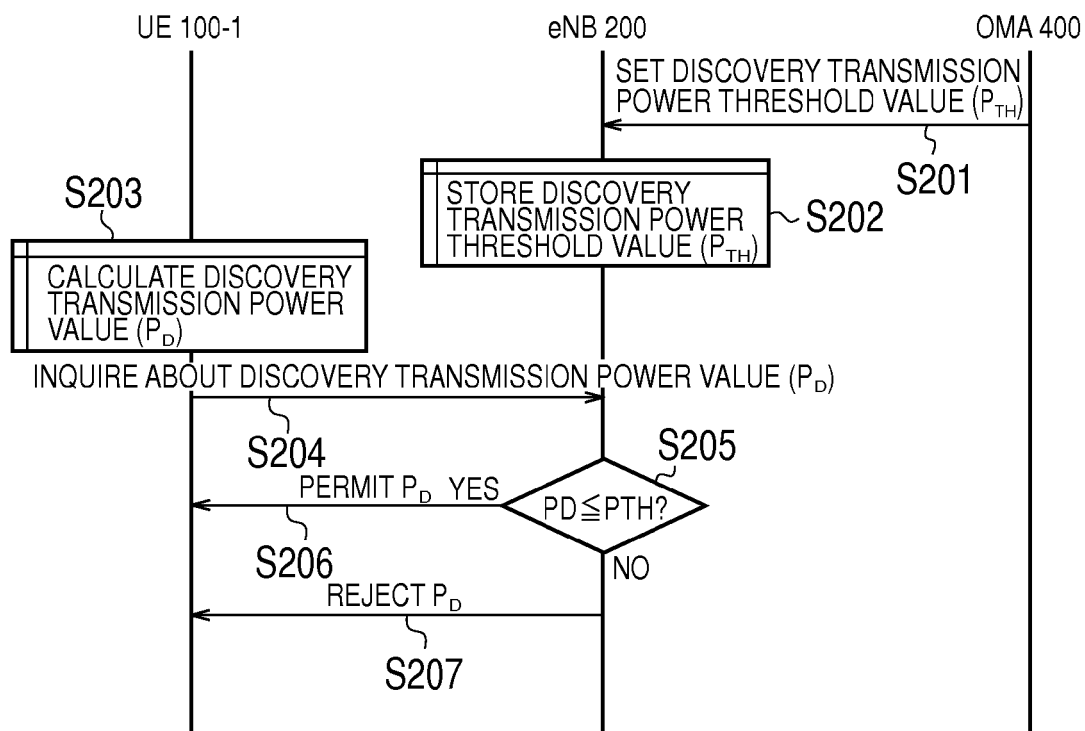 UE 100-1
eNB 200
OMA 400
SET DISCOVERY TRANSMISSION
POWER THRESHOLD VALUE (PTH)
S201
STORE DISCOVERY
TRANSMISSION POWER
THRESHOLD VALUE (PTH)
S202
S203
CALCULATE DISCOVERY
TRANSMISSION POWER
VALUE (PD)
INQUIRE ABOUT DISCOVERY TRANSMISSION POWER VALUE (PD)
S204
S205
PD≦PTH?
YES
PERMIT PD
S206
NO
REJECT PD
S207